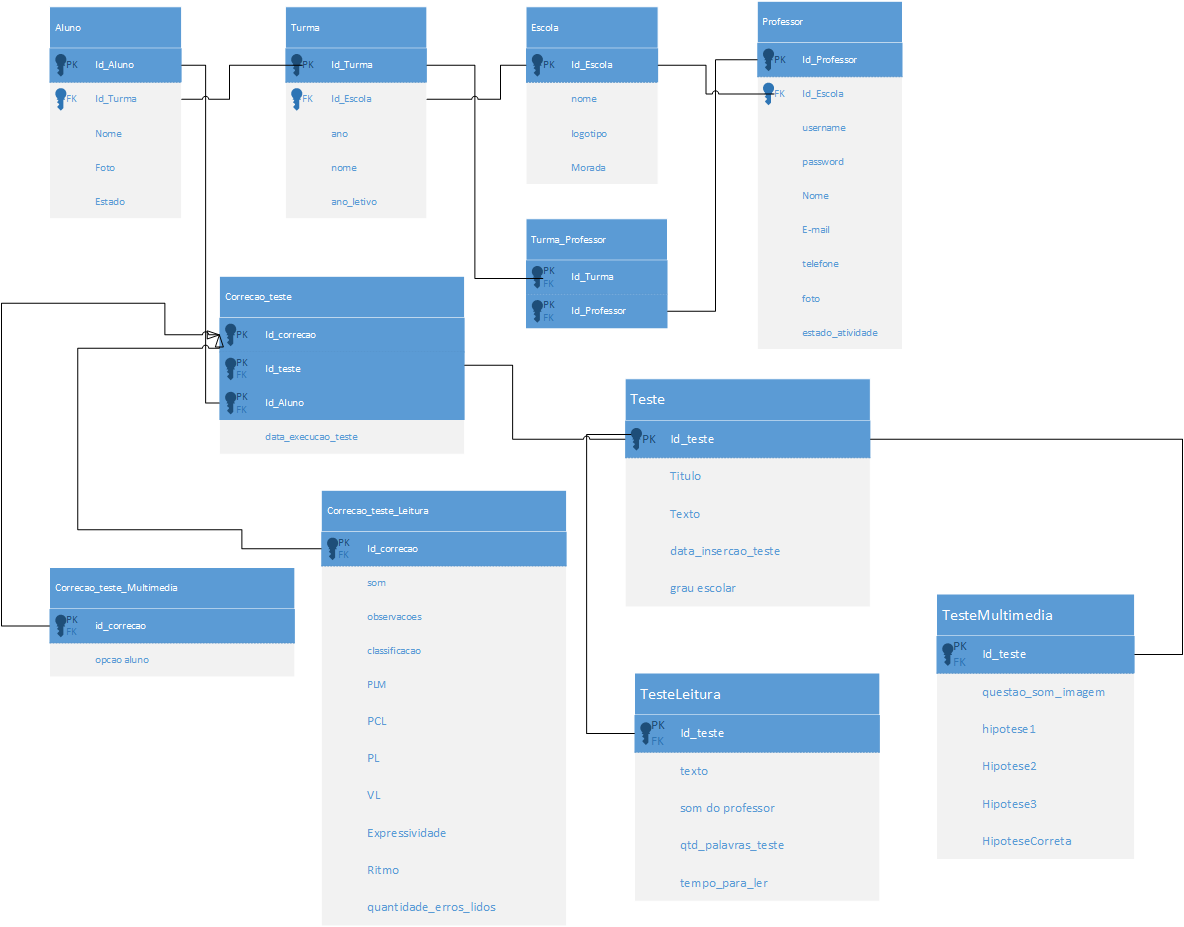 Aluno
PK Id_Aluno
FK Id_Turma
Nome
Foto
Estado
Turma
PK Id_Turma
FK Id_Escola
ano
nome
ano_letivo
Escola
PK Id_Escola
nome
logotipo
Morada
Professor
PK Id_Professor
FK Id_Escola
username
password
Nome
E-mail
telefone
foto
estado_atividade
Turma_Professor
PK
FK Id_Turma
PK
FK Id_Professor
Correcao_teste
PK Id_correcao
PK
FK Id_teste
PK
FK Id_Aluno
data_execucao_teste
Teste
PK Id_teste
Titulo
Texto
data_insercao_teste
grau escolar
Correcao_teste_Leitura
PK
FK Id_correcao
som
observacoes
classificacao
PLM
PCL
PL
VL
Expressividade
Ritmo
quantidade_erros_lidos
Correcao_teste_Multimedia
PK
FK id_correcao
opcao aluno
TesteLeitura
PK
FK Id_teste
texto
som do professor
qtd_palavras_teste
tempo_para_ler
TesteMultimedia
PK
FK Id_teste
questao_som_imagem
hipotese1
Hipotese2
Hipotese3
HipoteseCorreta